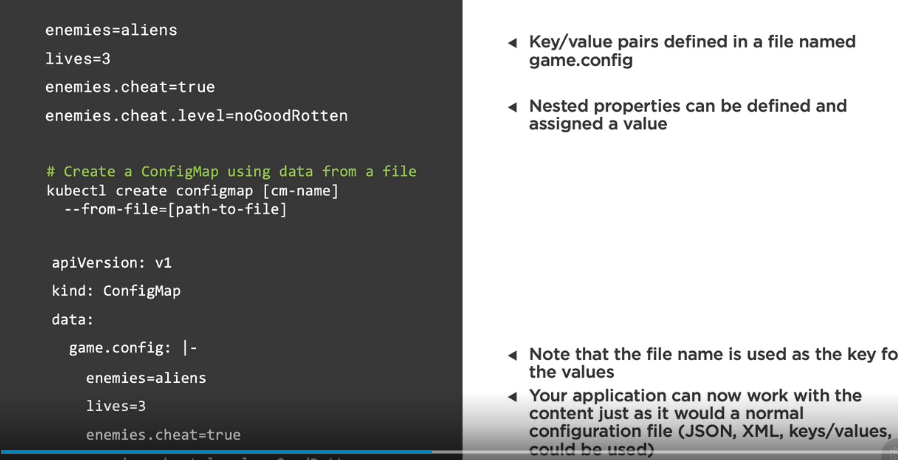 enemies=aliens
lives=3
enemies.cheat=true
enemies.cheat.level=noGoodRotten
# Create a ConfigMap using data from a file
kubectl create configmap [cm-name]
--from-file=[path-to-file]
apiVersion: v1
kind: ConfigMap
data:
game.config: |-
enemies=aliens
lives=3
enemies.cheat=true
Key/value pairs defined in a file named
game.config
Nested properties can be defined and
assigned a value
Note that the file name is used as the key fo
the values
Your application can now work with the
content just as it would a normal
configuration file (JSON, XML, keys/values,
could be used)